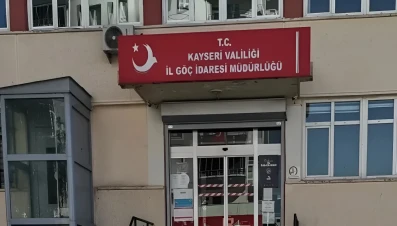 T.C.
KAYSERİ VALİLİĞİ
İL GÖÇ İDARESİ MÜDÜRLÜĞÜ